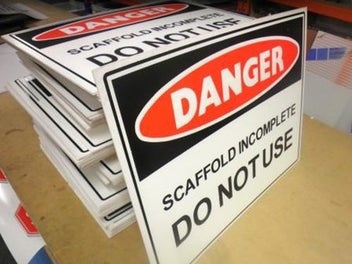 DANGER
SCAFFOLD INCOMPLETE
DO NOT USE
DANGER
SCAFFOLD INCOMPLETE
DO NOT USE